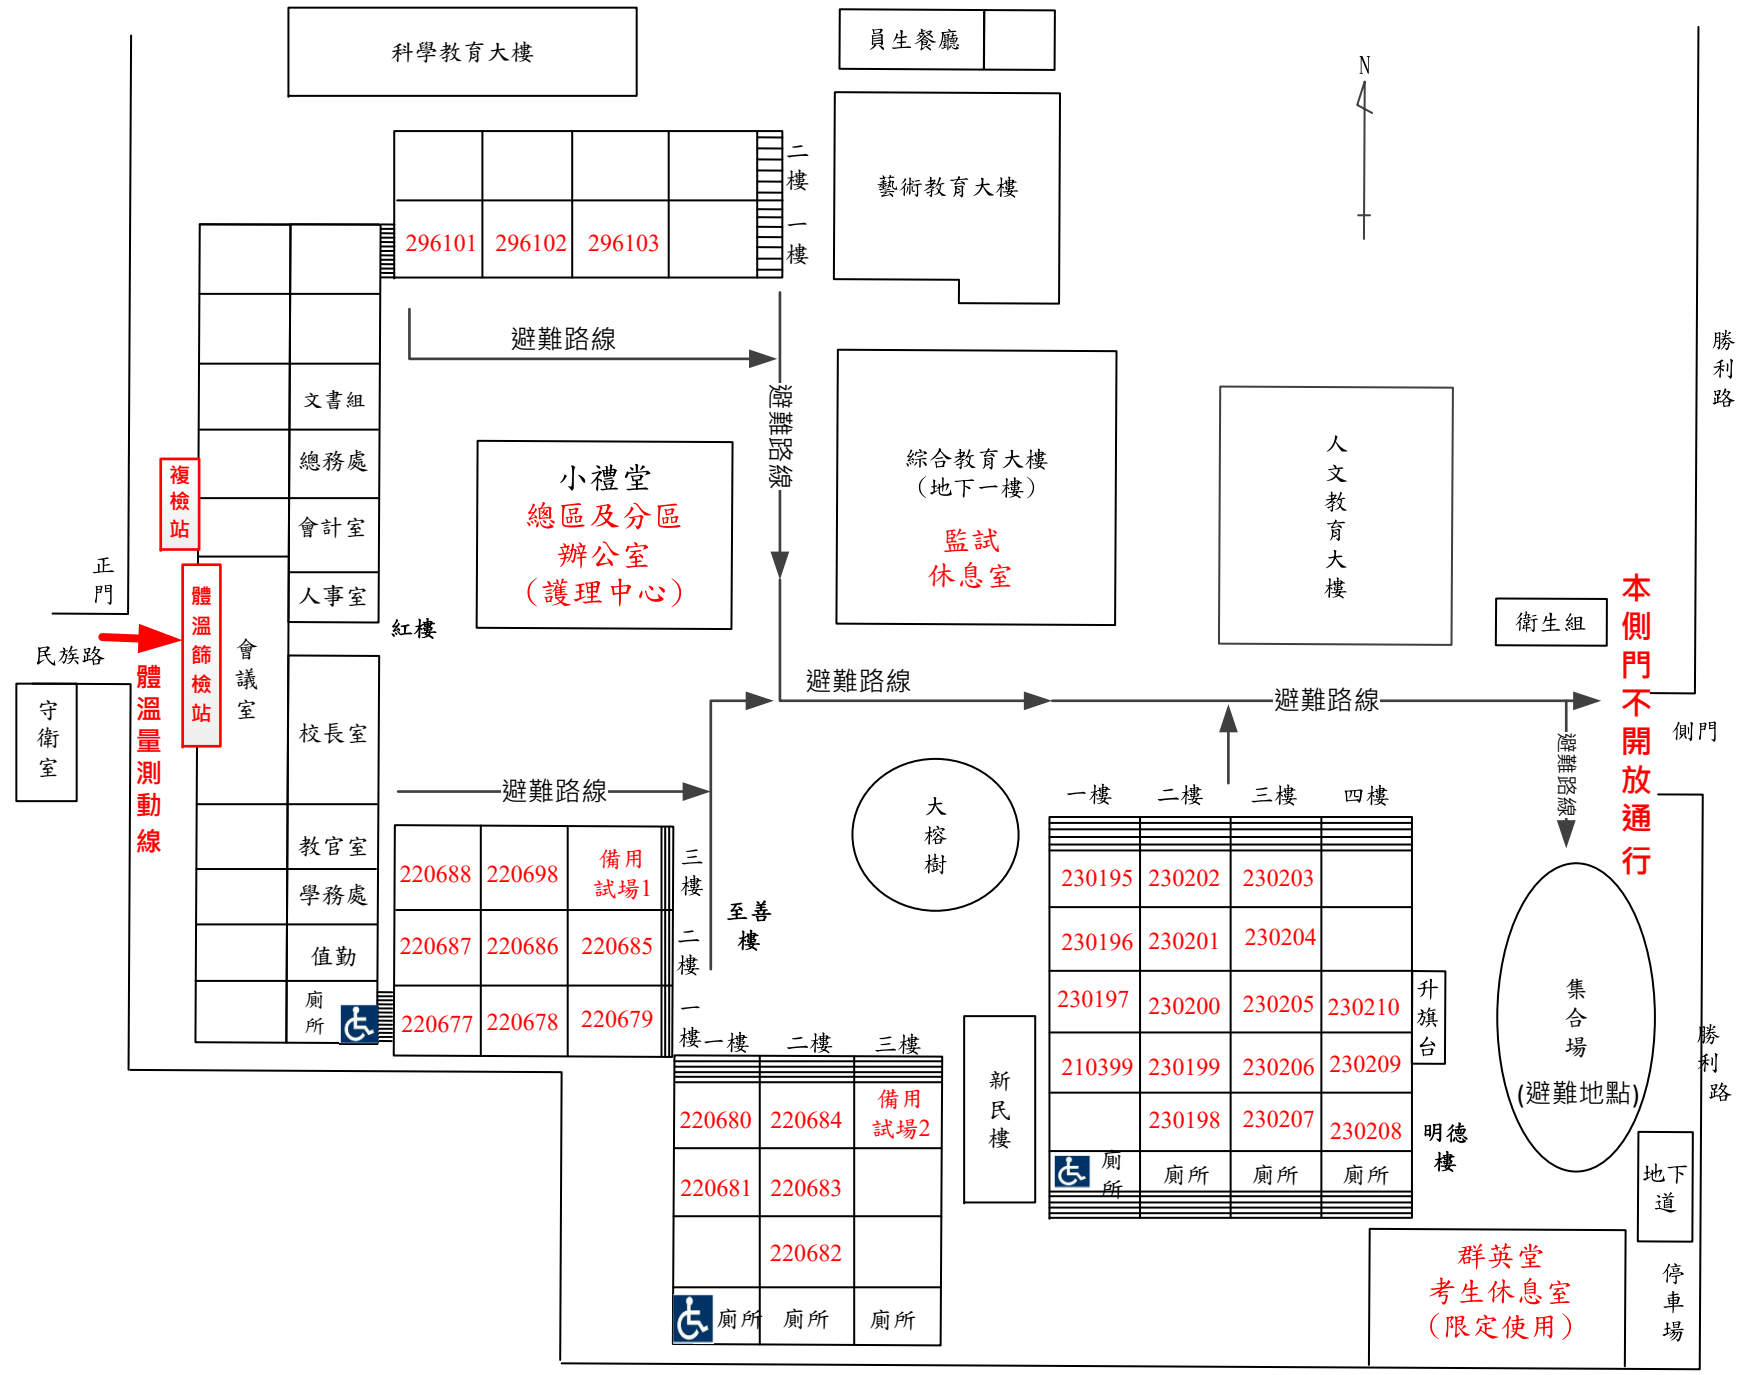 科學教育大樓
員生餐廳
N
藝術教育大樓
二樓
一樓
296101 296102 296103
避難路線
避難路線
勝利路
文書組
總務處
會計室
人事室
複檢站
體溫篩檢站
正門
民族路
守衛室
體溫量測動線
會議室
紅樓
校長室
教官室
學務處
值勤
廁所
小禮堂
總區及分區
辦公室
（護理中心）
綜合教育大樓
（地下一樓）
監試
休息室
人文教育大樓
衛生組
本側門不開放通行
側門
避難路線
避難路線
避難路線
避難路線
大榕樹
220688 220698 備用
試場1
三樓
220687 220686 220685
二樓
220677 220678 220679
一樓
至善
樓
一樓 二樓 三樓
220680 220684 備用
試場2
220681 220683
220682
廁所 廁所 廁所
新民樓
一樓 二樓 三樓 四樓
230195 230202 230203
230196 230201 230204
230197 230200 230205 230210
210399 230199 230206 230209
230198 230207 230208
廁所 廁所 廁所 廁所
升旗台
明德
樓
集合場
(避難地點)
勝利路
地下
道
停車場
群英堂
考生休息室
（限定使用）